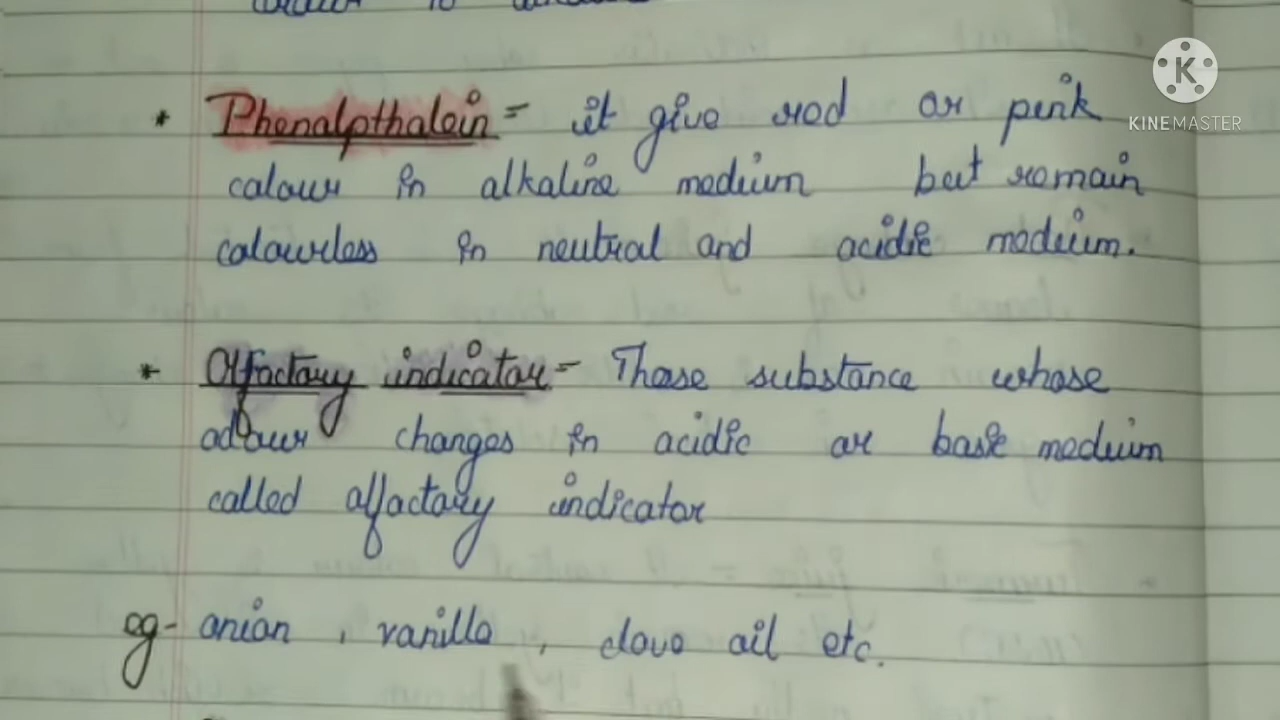 * Phenalpthalein = it give red or pink
colour in alkaline medium but remain
colourless in neutral and acidic medium.
* Olfactory indicator = Those substance whose
odour changes in acidic or basic medium
called olfactory indicator
eg - onion , vanilla , clove oil etc.
KINEMASTER